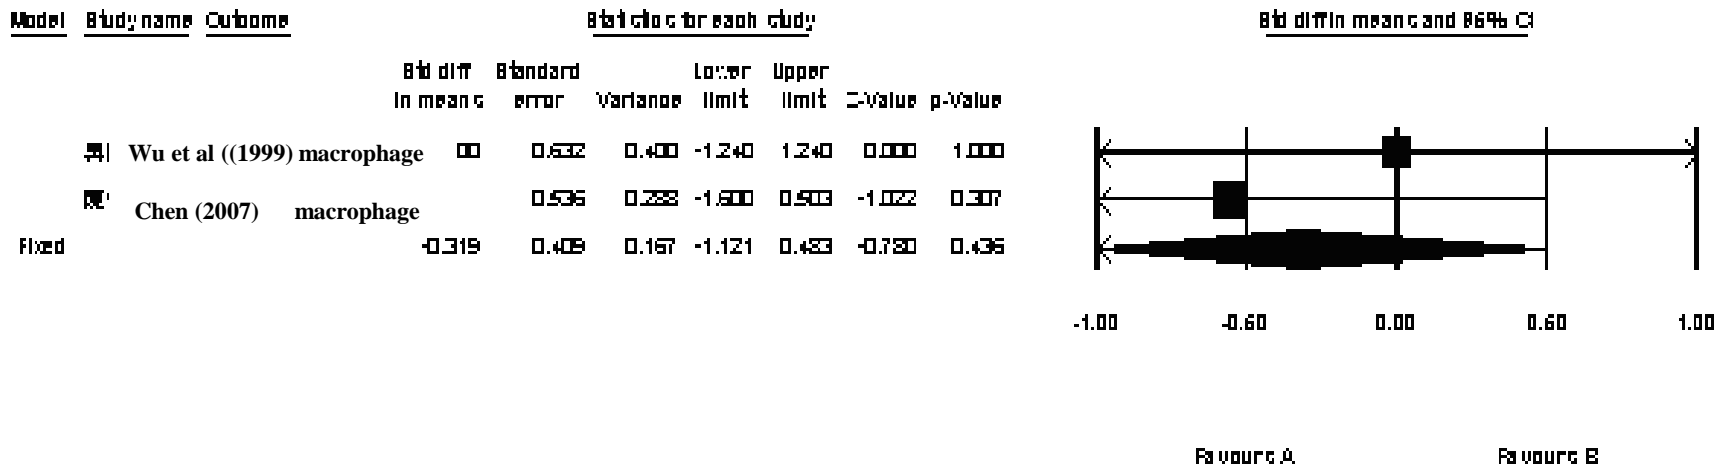 Model Study name Outcome Statistics for each study Std diff in means and 95% CI
Std diff Standard Lower Upper
in means error Variance limit limit Z-Value p-Value
Wu et al ((1999) macrophage 00 0.632 0.400 -1.240 1.240 0.000 1.000
Chen (2007) macrophage 0.536 0.288 -1.600 0.503 -1.022 0.307
Fixed -0.319 0.409 0.167 -1.121 0.483 -0.780 0.436
-1.00 -0.50 0.00 0.50 1.00
Favours A Favours B